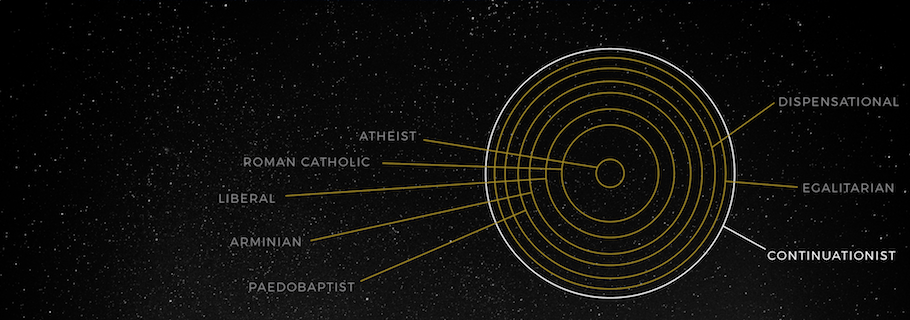 ATHEIST
ROMAN CATHOLIC
LIBERAL
ARMINIAN
PAEDOBAPTIST
DISPENSATIONAL
EGALITARIAN
CONTINUATIONIST